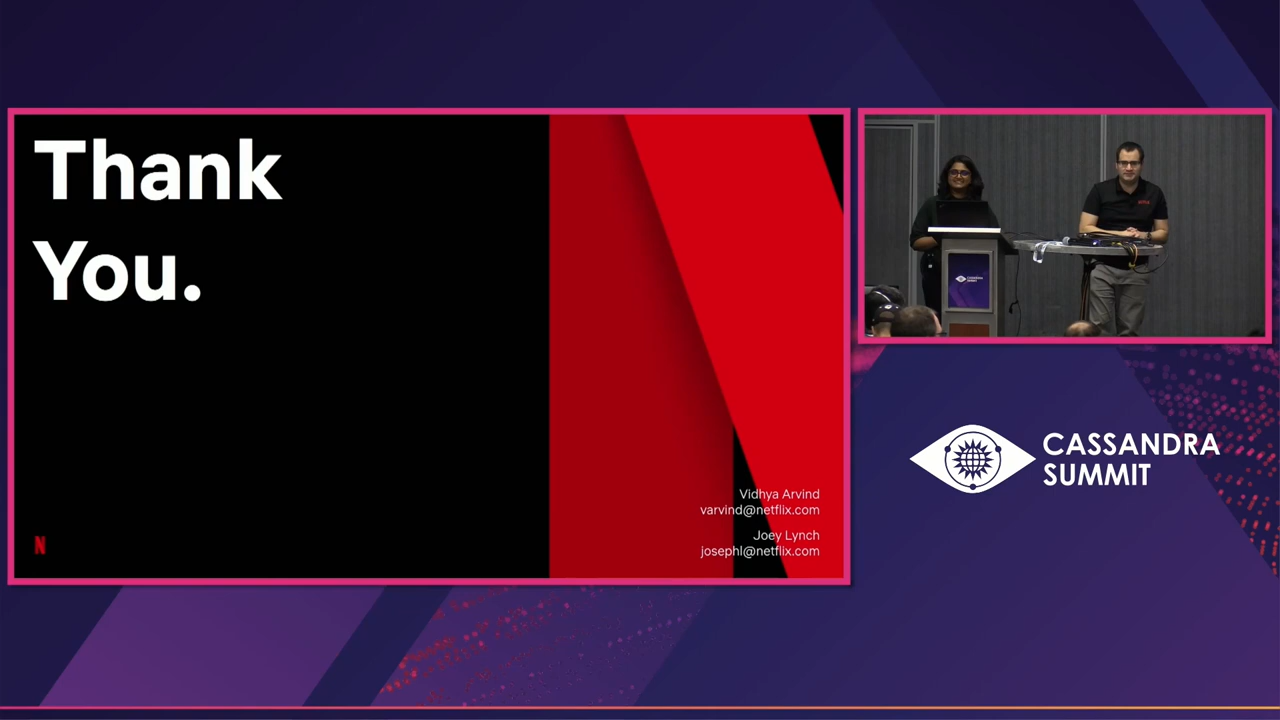 Thank
You.
Vidhya Arvind
varvind@netflix.com
Joey Lynch
josephl@netflix.com
N
CASSANDRA
SUMMIT